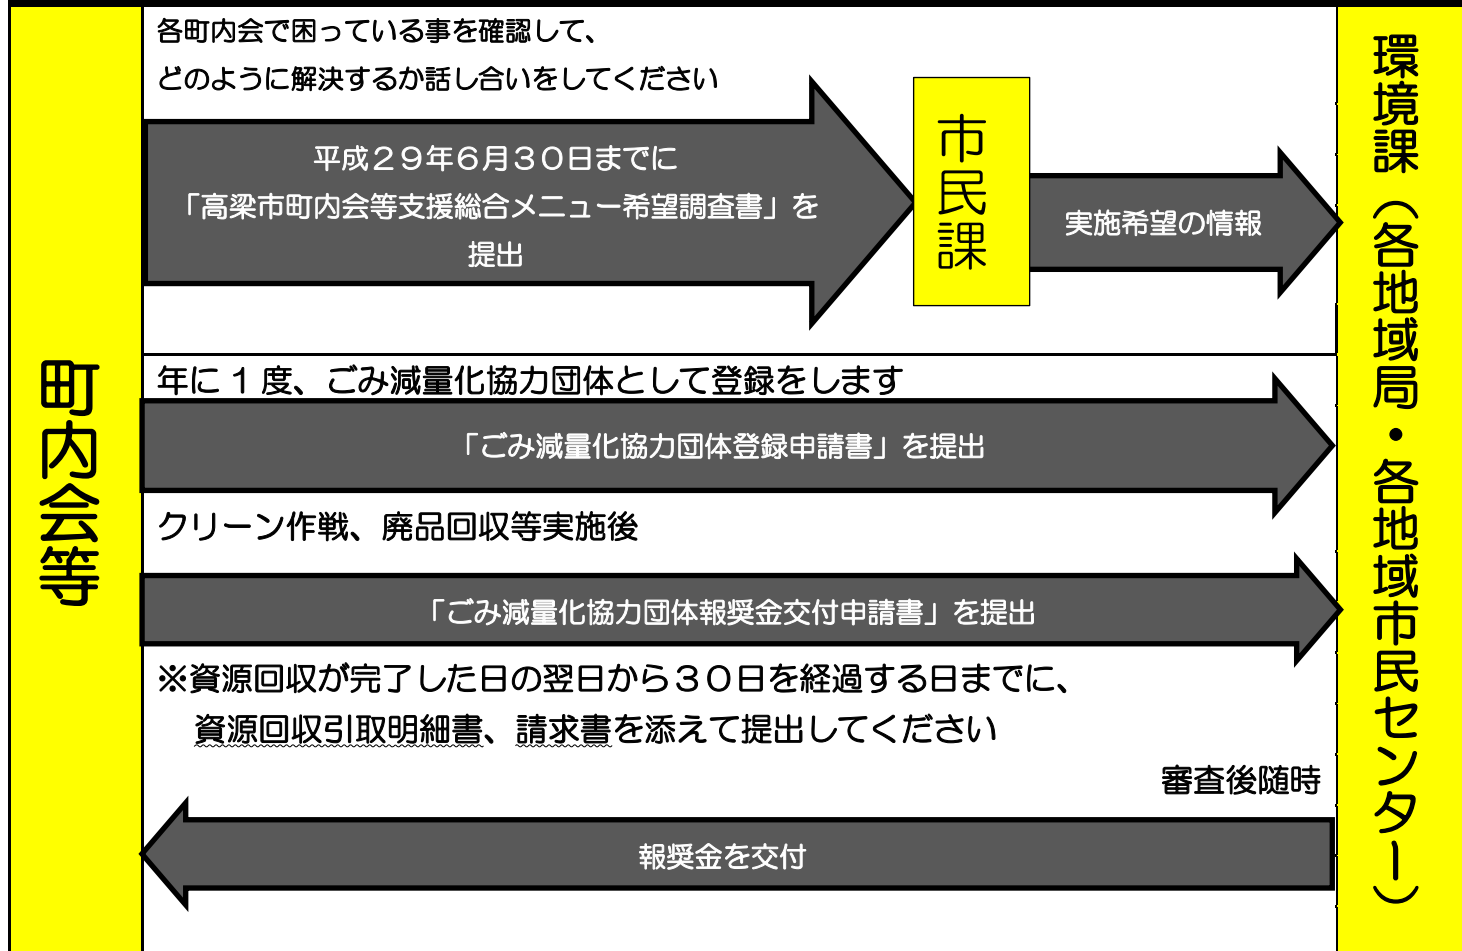 町内会等
各町内会で困っている事を確認して、
どのように解決するか話し合いをしてください
平成２９年６月３０日までに
「高梁市町内会等支援総合メニュー希望調査書」を
提出
市民課
実施希望の情報
年に１度、ごみ減量化協力団体として登録をします
「ごみ減量化協力団体登録申請書」を提出
クリーン作戦、廃品回収等実施後
「ごみ減量化協力団体報奨金交付申請書」を提出
※資源回収が完了した日の翌日から３０日を経過する日までに、
資源回収引取明細書、請求書を添えて提出してください
審査後随時
報奨金を交付
環境課（各地域局・各地域市民センター）